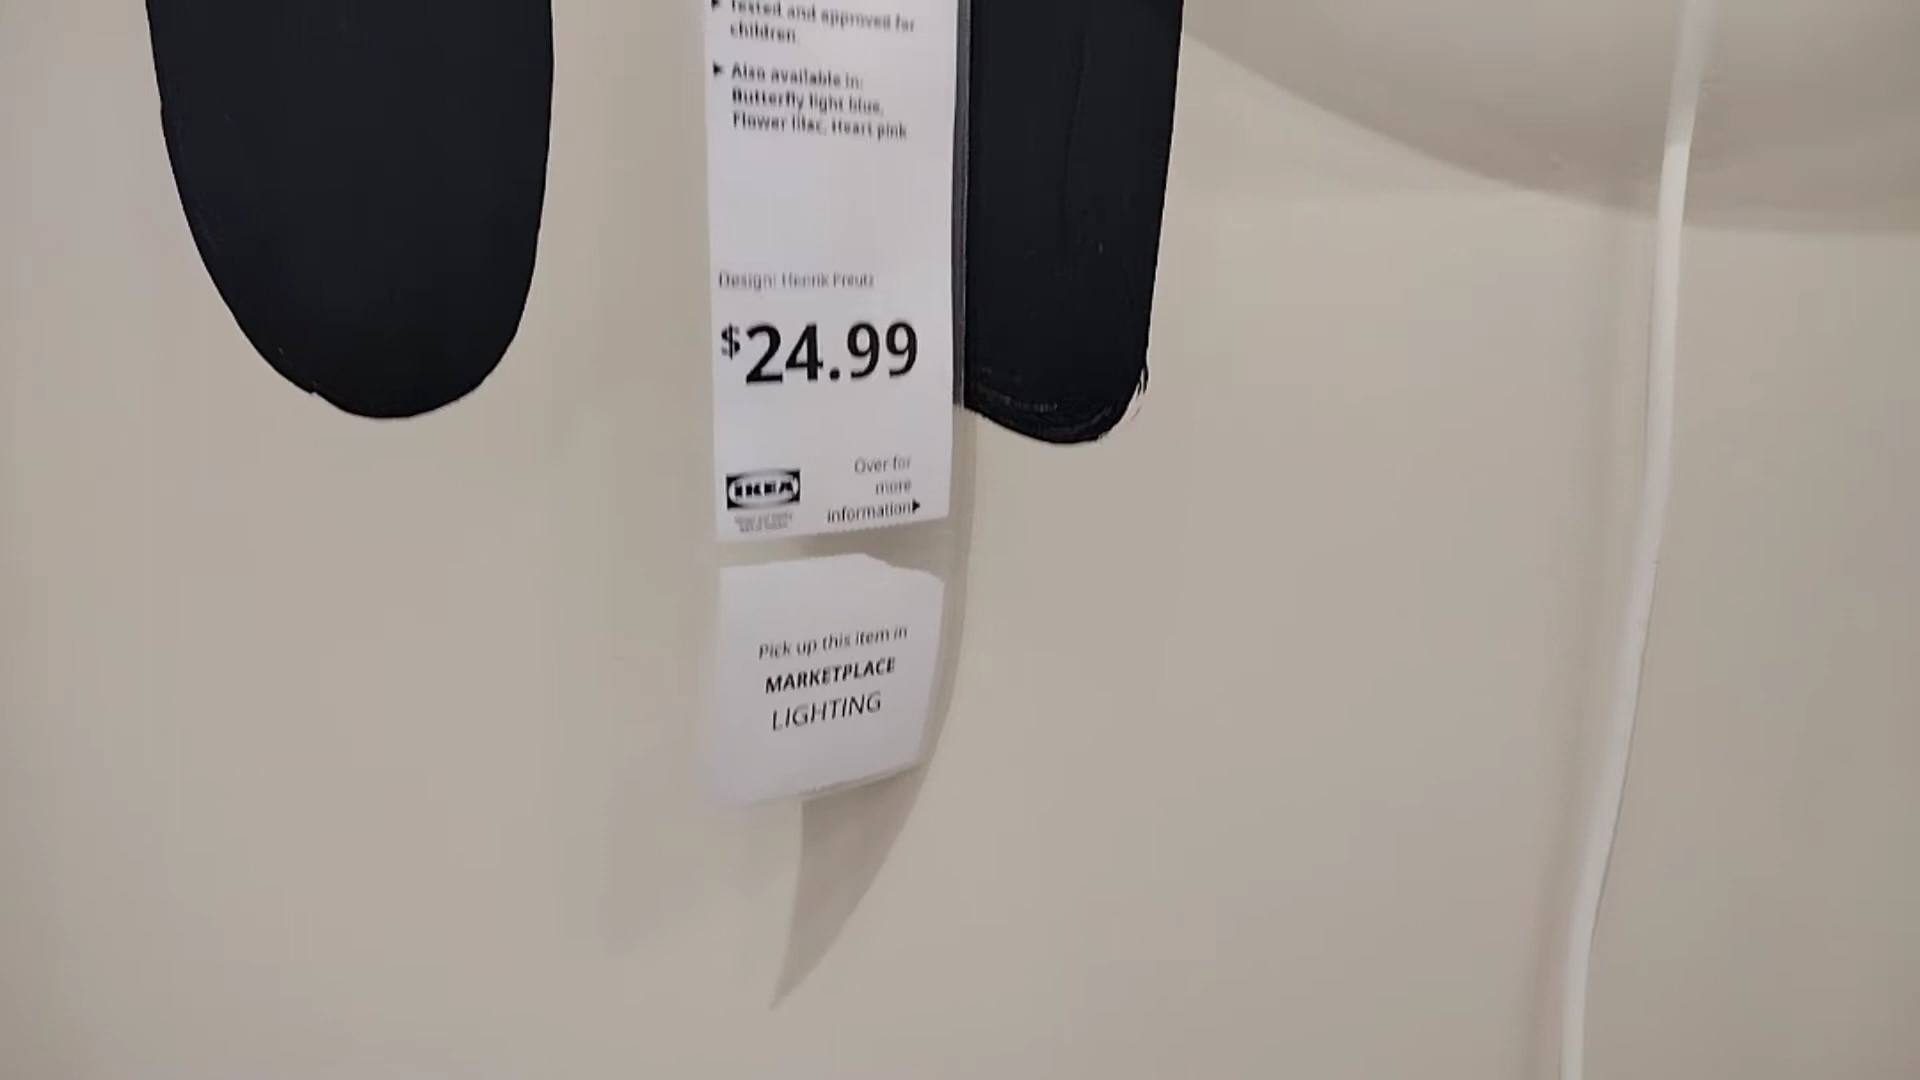 Tested and approved for
children.
Also available in:
Butterfly light blue,
Flower lilac, Heart pink
Design: Henrik Preutz
$24.99
IKEA
Over for
more
information
Pick up this item in
MARKETPLACE
LIGHTING